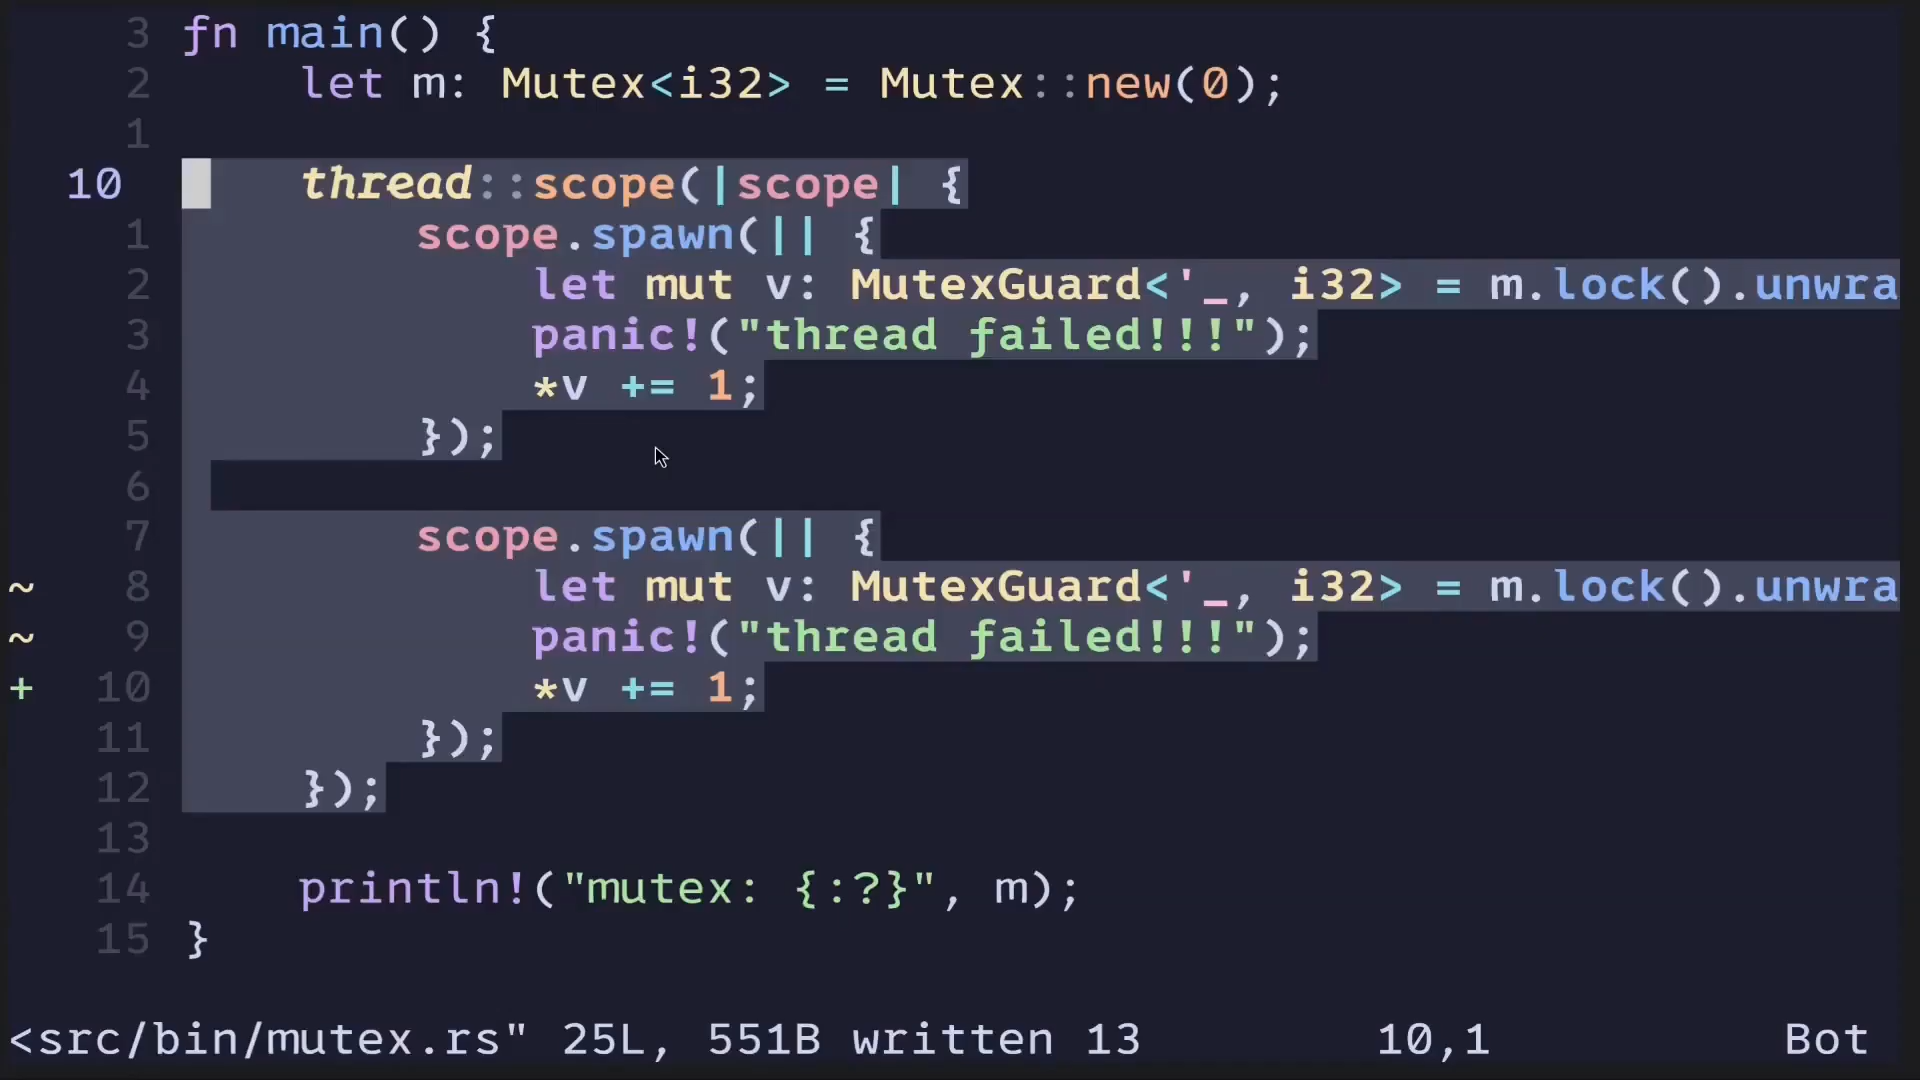 3 fn main() {
2 let m: Mutex<i32> = Mutex::new(0);
1
10 thread::scope(|scope| {
1 scope.spawn(|| {
2 let mut v: MutexGuard<'_, i32> = m.lock().unwra
3 panic!("thread failed!!!");
4 *v += 1;
5 });
6
7 scope.spawn(|| {
~ 8 let mut v: MutexGuard<'_, i32> = m.lock().unwra
~ 9 panic!("thread failed!!!");
+ 10 *v += 1;
11 });
12 });
13
14 println!("mutex: {:?}", m);
15 }
<src/bin/mutex.rs" 25L, 551B written 13 10,1 Bot